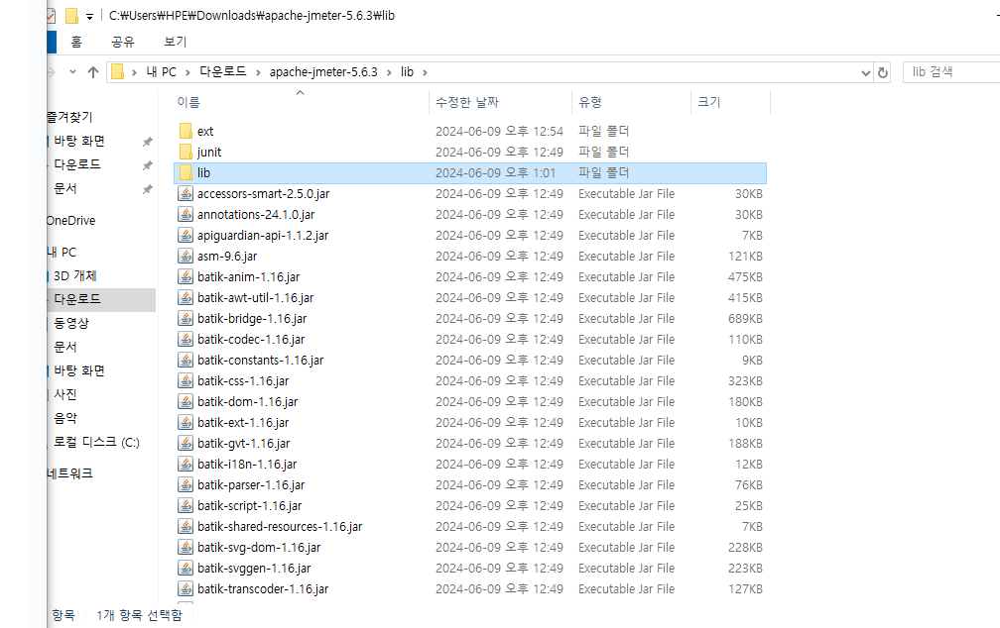 C:₩Users₩HPE₩Downloads₩apache-jmeter-5.6.3₩lib
홈 공유 보기
내 PC > 다운로드 > apache-jmeter-5.6.3 > lib > lib 검색
이름 수정한 날짜 유형 크기
즐겨찾기
바탕 화면
다운로드
문서
OneDrive
내 PC
3D 개체
다운로드
동영상
문서
바탕 화면
사진
음악
로컬 디스크 (C:)
네트워크
ext 2024-06-09 오후 12:54 파일 폴더
junit 2024-06-09 오후 12:49 파일 폴더
lib 2024-06-09 오후 1:01 파일 폴더
accessors-smart-2.5.0.jar 2024-06-09 오후 12:49 Executable Jar File 30KB
annotations-24.1.0.jar 2024-06-09 오후 12:49 Executable Jar File 30KB
apiguardian-api-1.1.2.jar 2024-06-09 오후 12:49 Executable Jar File 7KB
asm-9.6.jar 2024-06-09 오후 12:49 Executable Jar File 121KB
batik-anim-1.16.jar 2024-06-09 오후 12:49 Executable Jar File 475KB
batik-awt-util-1.16.jar 2024-06-09 오후 12:49 Executable Jar File 415KB
batik-bridge-1.16.jar 2024-06-09 오후 12:49 Executable Jar File 689KB
batik-codec-1.16.jar 2024-06-09 오후 12:49 Executable Jar File 110KB
batik-constants-1.16.jar 2024-06-09 오후 12:49 Executable Jar File 9KB
batik-css-1.16.jar 2024-06-09 오후 12:49 Executable Jar File 323KB
batik-dom-1.16.jar 2024-06-09 오후 12:49 Executable Jar File 180KB
batik-ext-1.16.jar 2024-06-09 오후 12:49 Executable Jar File 10KB
batik-gvt-1.16.jar 2024-06-09 오후 12:49 Executable Jar File 188KB
batik-i18n-1.16.jar 2024-06-09 오후 12:49 Executable Jar File 12KB
batik-parser-1.16.jar 2024-06-09 오후 12:49 Executable Jar File 76KB
batik-script-1.16.jar 2024-06-09 오후 12:49 Executable Jar File 25KB
batik-shared-resources-1.16.jar 2024-06-09 오후 12:49 Executable Jar File 7KB
batik-svg-dom-1.16.jar 2024-06-09 오후 12:49 Executable Jar File 228KB
batik-svggen-1.16.jar 2024-06-09 오후 12:49 Executable Jar File 223KB
batik-transcoder-1.16.jar 2024-06-09 오후 12:49 Executable Jar File 127KB
항목 1개 항목 선택함